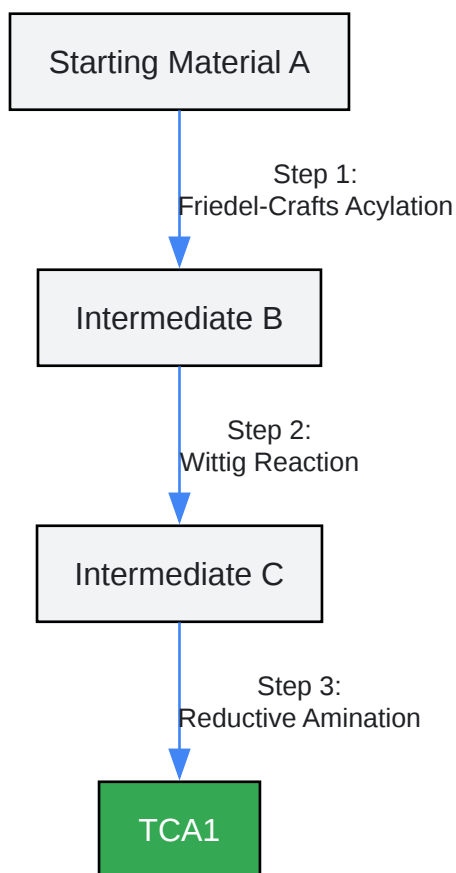 Starting Material A
Step 1:
Friedel-Crafts Acylation
Intermediate B
Step 2:
Wittig Reaction
Intermediate C
Step 3:
Reductive Amination
TCA1